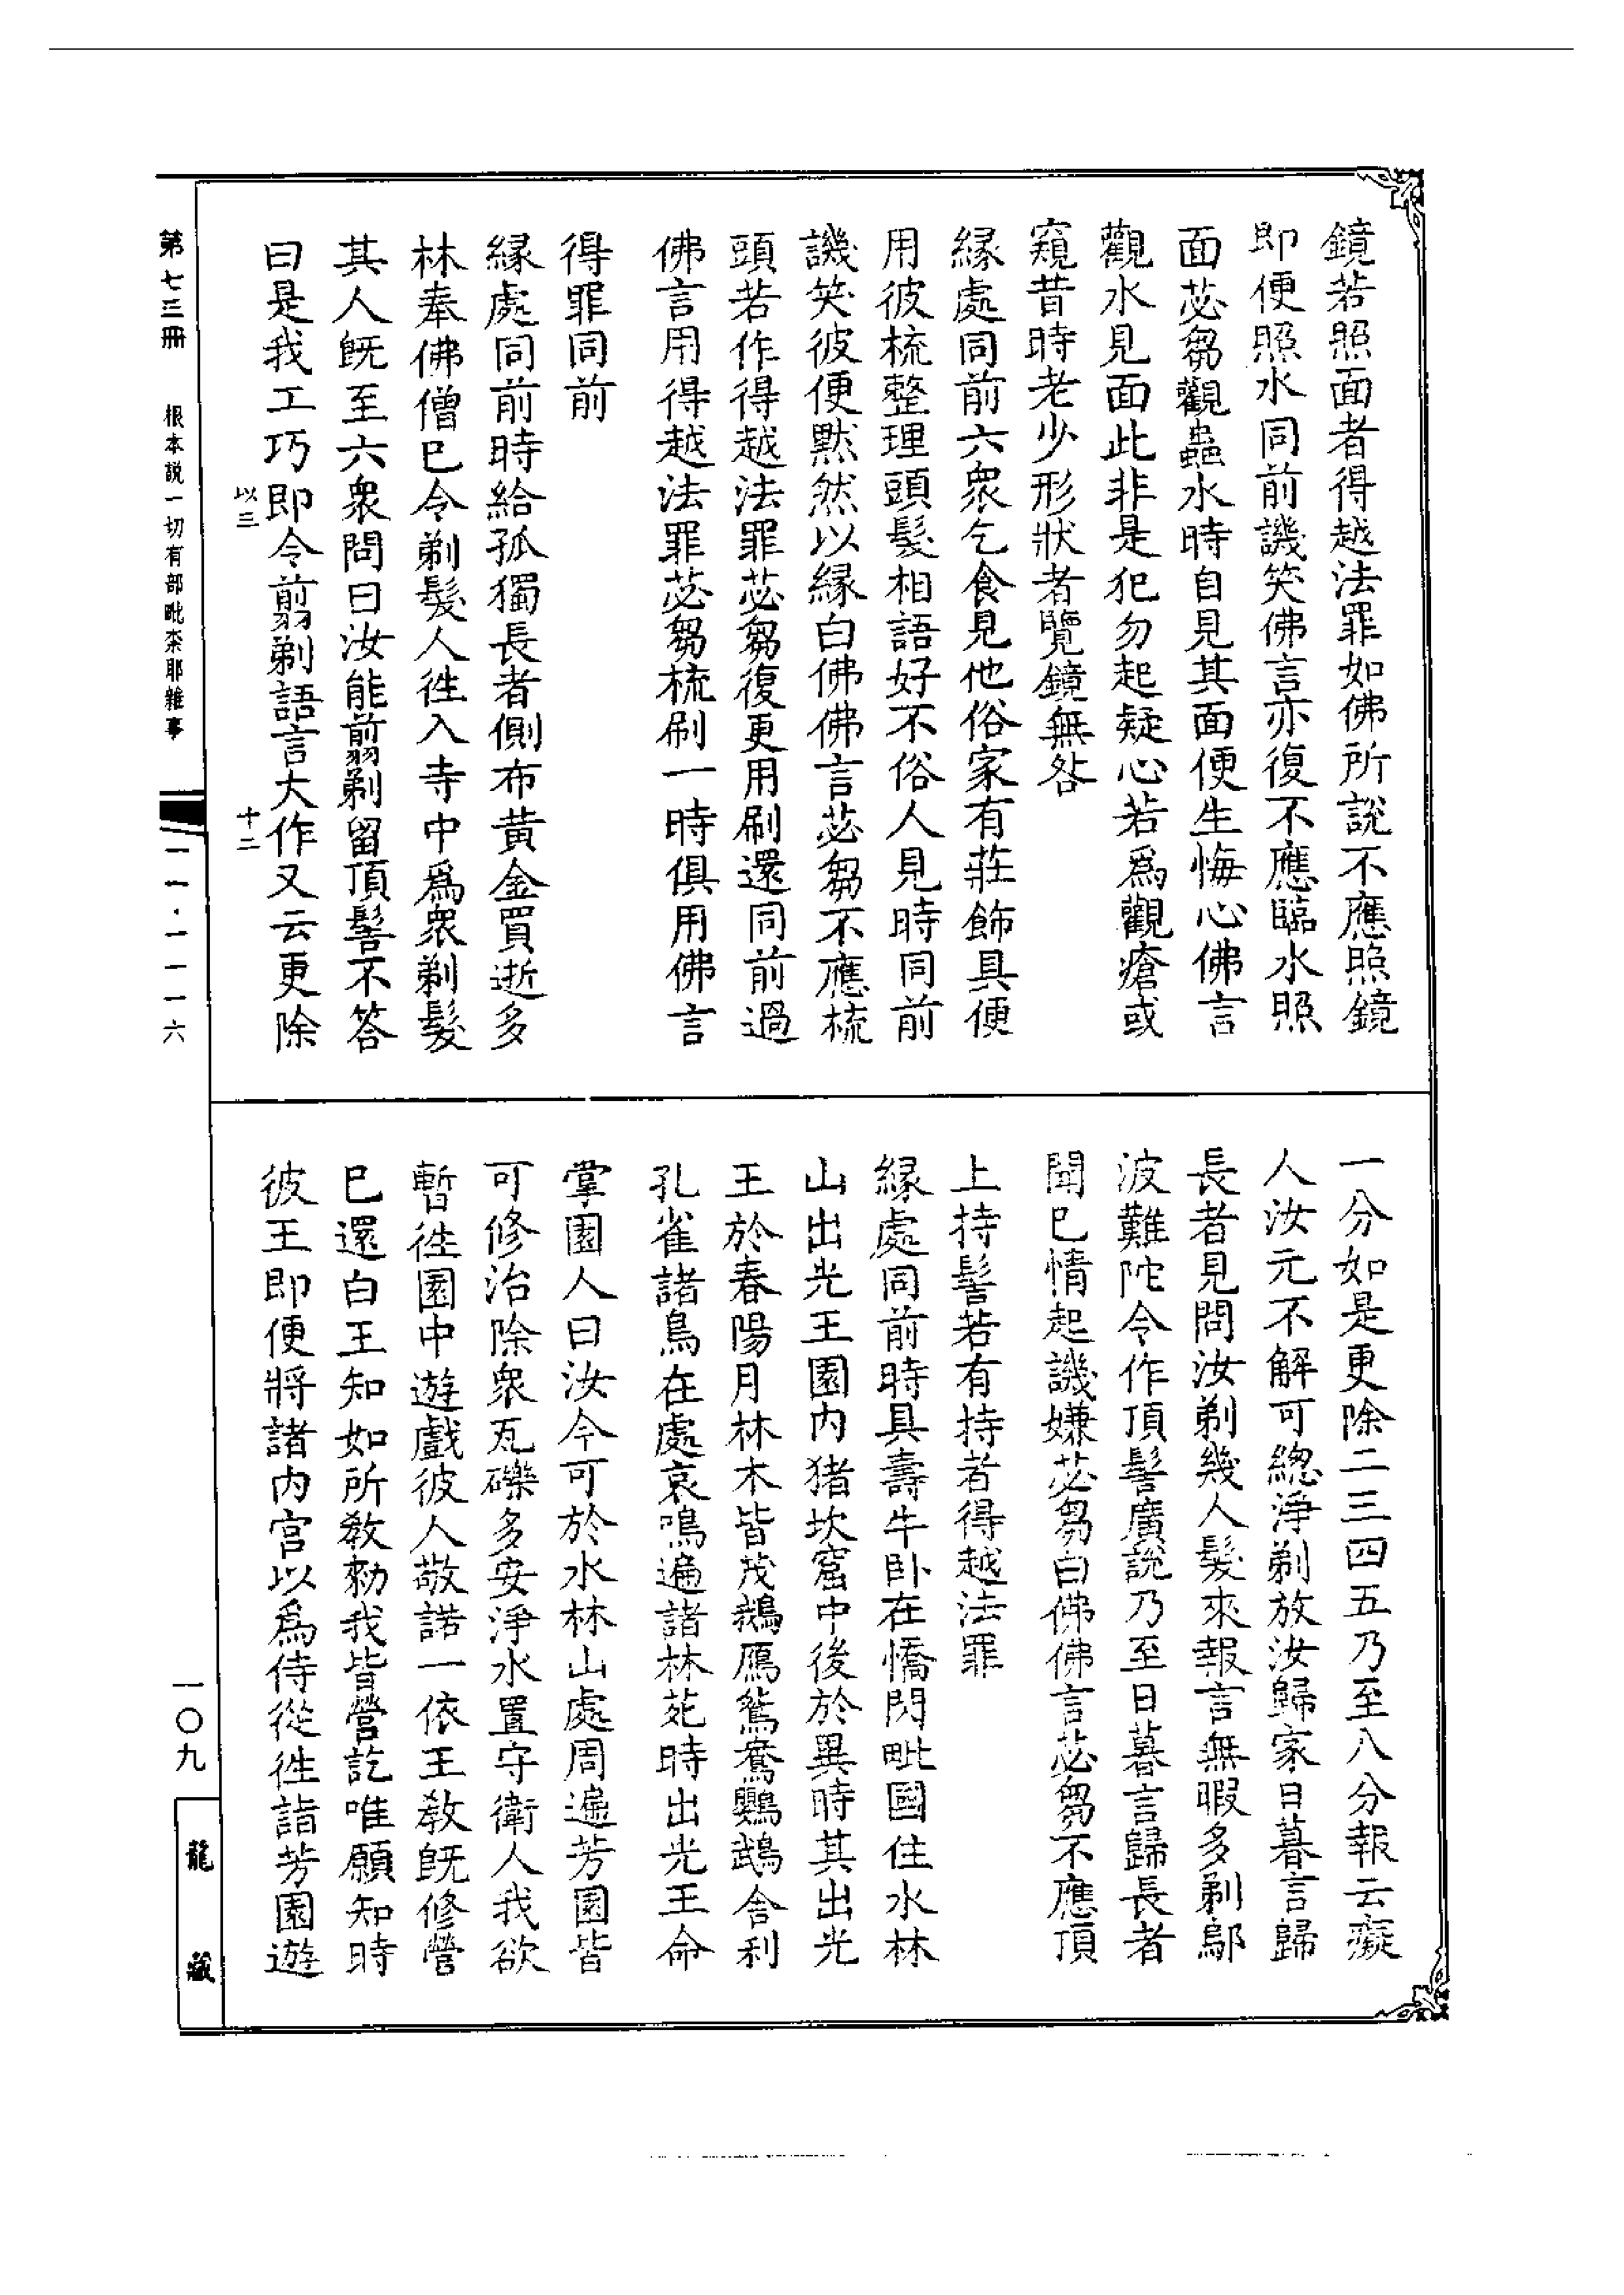 鏡若照面者得越法罪如佛所說不應照鏡
即便照水同前譏笑佛言亦復不應臨水照
面苾芻觀蟲水時自見其面便生悔心佛言
觀水見面此非是犯勿起疑心若爲觀瘡或
窺昔時老少形狀者覽鏡無咎
緣處同前六衆乞食見他俗家有莊飾具便
用彼梳整理頭髮相語好不俗人見時同前
譏笑彼便默然以緣白佛佛言苾芻不應梳
頭若作得越法罪苾芻復更用刷還同前過
佛言用得越法罪苾芻梳刷一時俱用佛言
得罪同前
緣處同前時給孤獨長者側布黃金買逝多
林奉佛僧已令剃髮人徃入寺中爲衆剃髮
其人旣至六衆問曰汝能翦剃留頂髻不答
曰是我工巧即令翦剃語言大作又云更除
一分如是更除二三四五乃至八分報云癡
人汝元不解可總淨剃放汝歸家日暮言歸
長者見問汝剃幾人髮來報言無暇多剃鄔
波難陀令作頂髻廣說乃至日暮言歸長者
聞已情起譏嫌苾芻白佛佛言苾芻不應頂
上持髻若有持者得越法罪
緣處同前時具壽牛臥在憍閃毗國住水林
山出光王園内猪坎窟中後於異時其出光
王於春陽月林木皆茂鵝鴈鴛鴦鸚鵡舍利
孔雀諸鳥在處哀鳴遍諸林苑時出光王命
掌園人曰汝今可於水林山處周遍芳園皆
可修治除衆瓦礫多安淨水置守衛人我欲
暫徃園中遊戲彼人敬諾一依王教旣修營
已還白王知如所教勑我皆營訖唯願知時
彼王即便將諸内宫以爲侍從徃詣芳園遊
以三
十二
第七三冊 根本説一切有部毗柰耶雜事
一一·一一一六
一〇九
龍藏